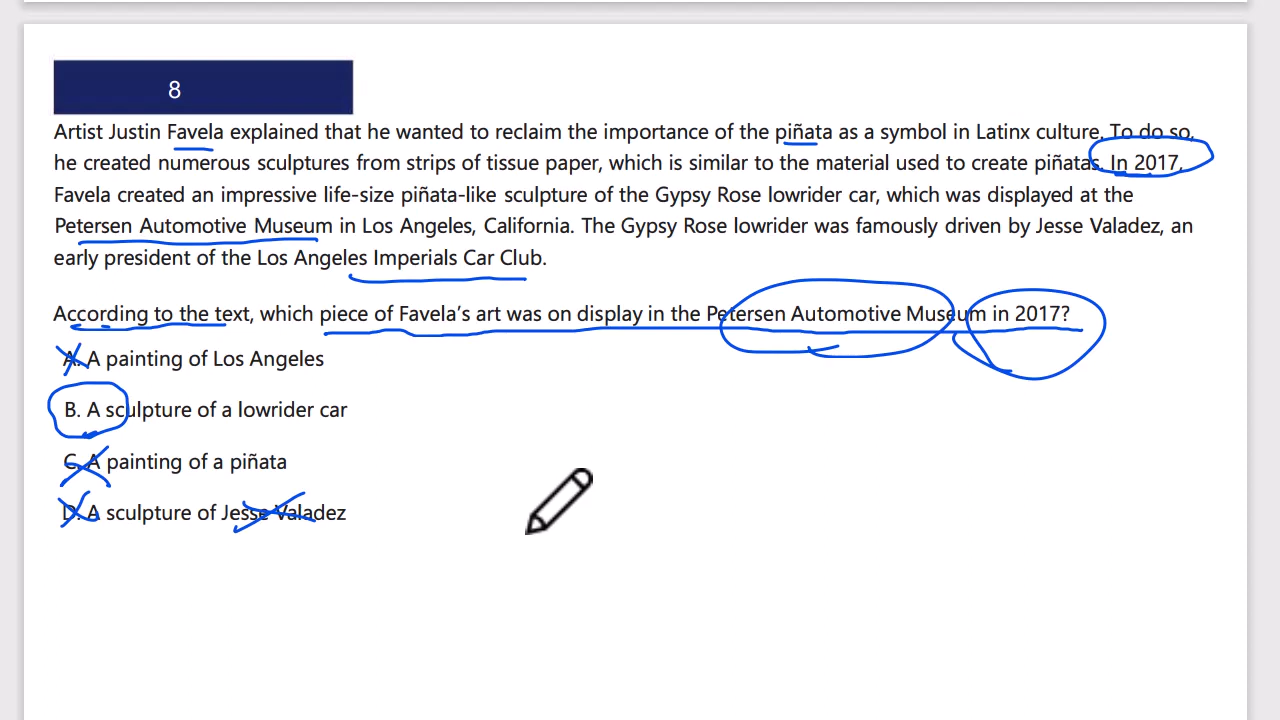 8
Artist Justin Favela explained that he wanted to reclaim the importance of the piñata as a symbol in Latinx culture. To do so,
he created numerous sculptures from strips of tissue paper, which is similar to the material used to create piñatas. In 2017,
Favela created an impressive life-size piñata-like sculpture of the Gypsy Rose lowrider car, which was displayed at the
Petersen Automotive Museum in Los Angeles, California. The Gypsy Rose lowrider was famously driven by Jesse Valadez, an
early president of the Los Angeles Imperials Car Club.
According to the text, which piece of Favela's art was on display in the Petersen Automotive Museum in 2017?
A. A painting of Los Angeles
B. A sculpture of a lowrider car
C. A painting of a piñata
D. A sculpture of Jesse Valadez